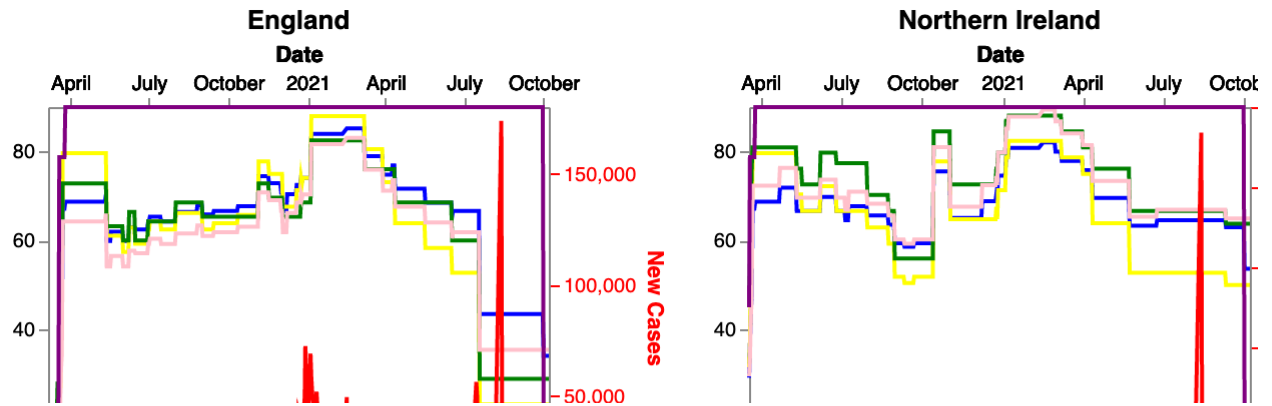 England
Northern Ireland
Date
Date
April July October 2021 April July October
April July October 2021 April July Octob
80
60
40
150,000
100,000
50,000
New Cases
80
60
40